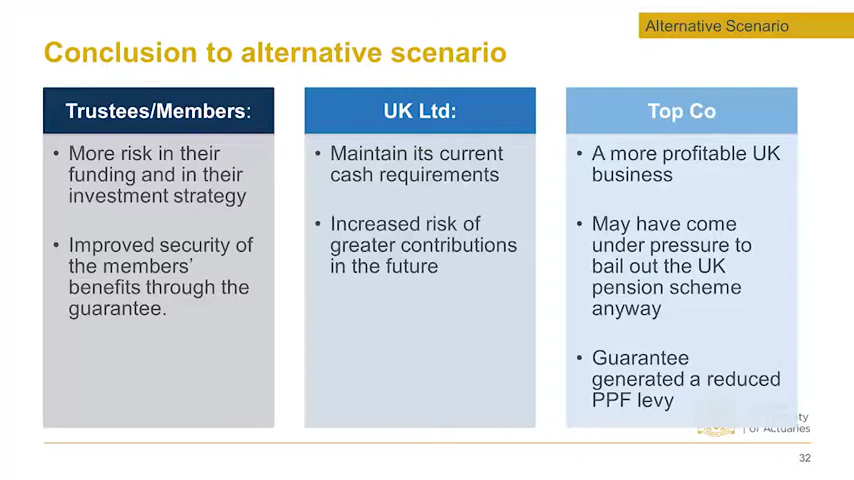 Alternative Scenario
Conclusion to alternative scenario
Trustees/Members:
• More risk in their
funding and in their
investment strategy
• Improved security of
the members'
benefits through the
guarantee.
UK Ltd:
• Maintain its current
cash requirements
• Increased risk of
greater contributions
in the future
Top Co
• A more profitable UK
business
• May have come
under pressure to
bail out the UK
pension scheme
anyway
• Guarantee
generated a reduced
PPF levy
of Actuaries
32